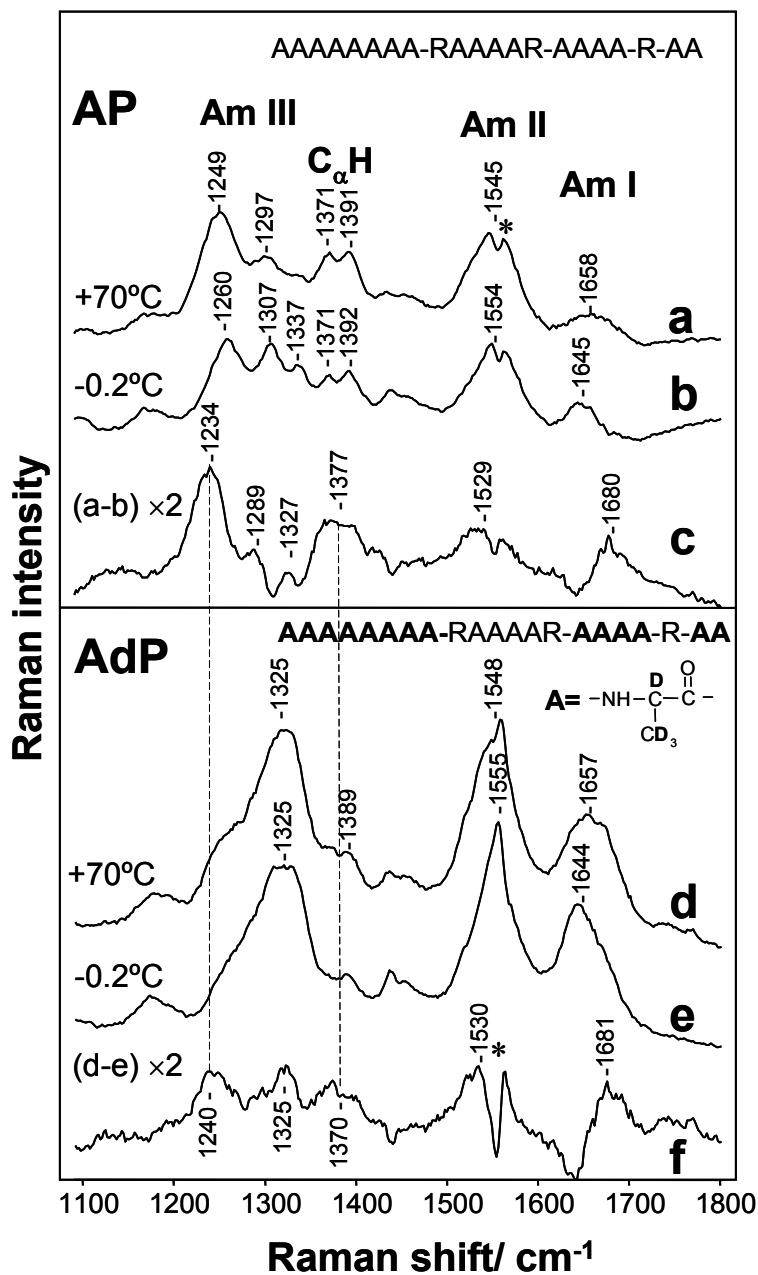 AAAAAAAA-RAAAAR-AAAA-R-AA
AP
Am III
Am II
CαH
Am I
-1249
-1297
-1371
-1391
-1545
*
-1658
+70ºC
a
-1260
-1307
-1337
-1371
-1392
-1554
-1645
-0.2ºC
b
-1234
-1289
-1327
-1377
-1529
-1680
(a-b) ×2
c
AAAAAAAA-RAAAAR-AAAA-R-AA
AdP
A= -NH-C-C-
D
O
CD3
-1325
-1389
-1548
-1657
+70ºC
d
-1325
-1555
-1644
-0.2ºC
e
(d-e) ×2
1240-
1325-
1370-
-1530
*
-1681
f
1100 1200 1300 1400 1500 1600 1700 1800
Raman shift/ cm-1
Raman intensity